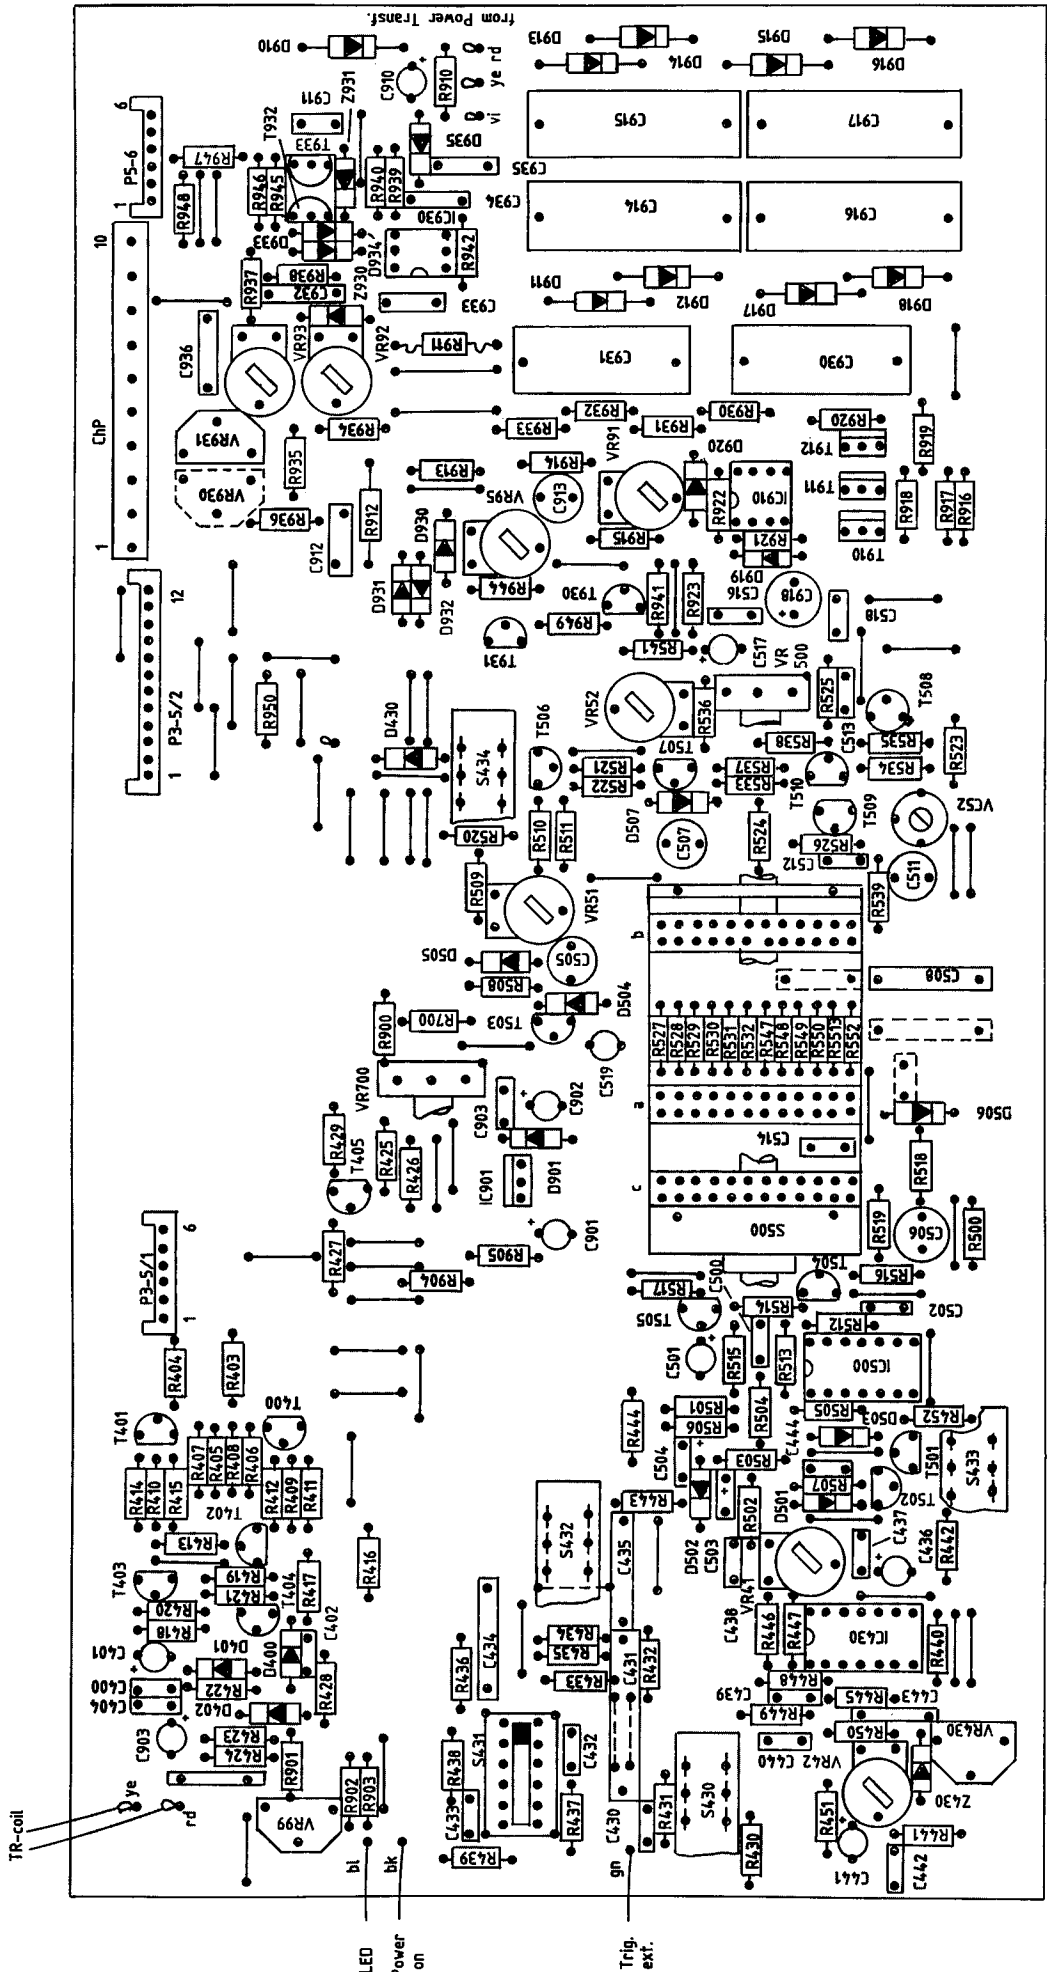 from Power Transf.
D910
D913
D914
D915
D916
C910
R910
rd
ye
vi
Z931
C911
T932
T933
6
P5-6
1
R947
R948
R946
R945
R940
R939
D935
C935
C934
C915
C917
C914
C916
D933
D934
IC930
R942
Z930
C933
10
ChP
1
R937
R938
C932
VR93
VR92
C936
R911
D911
D912
D917
D918
C931
C930
VR931
VR930
R934
R935
R936
C912
R912
R913
R914
VR95
C913
R933
R932
R931
R930
VR91
D920
R922
IC910
R915
R921
D919
R920
T912
T911
T910
R919
R918
R917
R916
D930
D931
D932
R944
T931
R949
T930
R941
R923
C516
C918
C518
12
P3-5/2
1
R950
D430
S434
T506
VR52
R541
C517
VR
500
R536
T507
R525
C513
T508
R538
R535
R534
R523
R521
R522
R537
R533
T510
T509
VC52
D507
C507
R524
R526
C512
C511
R539
R520
R510
R511
R509
VR51
D505
R508
C505
D504
T503
C519
b
C508
R900
R700
VR700
R527
R528
R529
R530
R531
R532
R547
R548
R549
R550
R5513
R552
a
C514
c
S500
D506
R518
R519
C506
R500
R429
T405
R425
R426
C903
C902
D901
IC901
C901
R905
R904
R427
6
P3-5/1
1
R404
R403
R517
T505
C500
T504
R516
C502
R514
R512
C501
R515
R513
IC500
T401
T400
R407
R405
R408
R406
R414
R410
R415
R412
R409
R411
T402
R413
T403
R419
R421
T404
R417
R416
R420
R418
C402
C401
D401
D400
R428
C400
C404
R422
D402
C903
R423
R424
R901
VR99
R902
R903
TR-coil
ye
rd
bl
bk
LED
Power
on
R444
R501
R506
R504
R505
D503
R452
C444
C504
R503
R507
T501
S433
T502
R443
D502
C503
R502
D501
C437
C436
R442
VR41
S432
C435
C434
R436
R434
R435
R433
C431
R432
C438
R446
R447
IC430
R440
C439
R448
R449
R445
C443
R450
VR430
VR42
C440
Z430
R451
C441
R441
C442
R438
S431
C433
C432
R437
R439
C430
R431
S430
R430
gn
Trig.
ext.